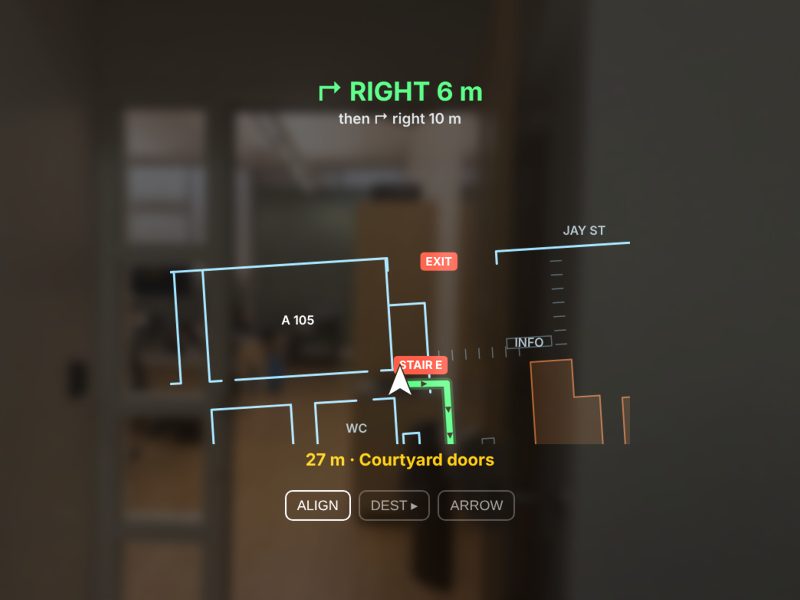 ↱ RIGHT 6 m
then ↱ right 10 m
JAY ST
EXIT
A 105
INFO
STAIR E
WC
27 m · Courtyard doors
ALIGN
DEST ▸
ARROW